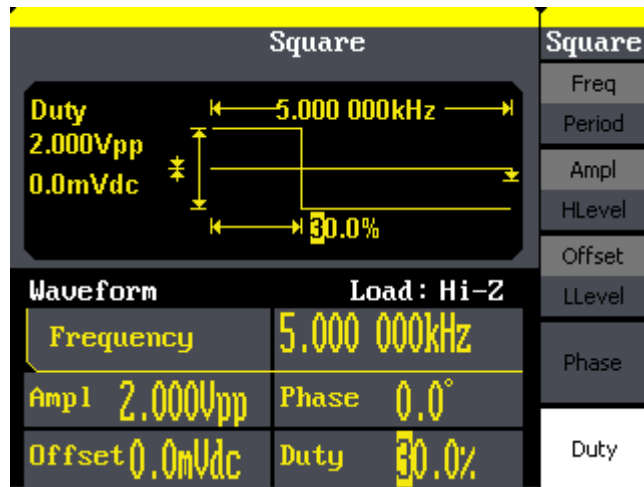 Square
Square
Duty
5.000 000kHz
2.000Vpp
0.0mVdc
30.0%
Freq
Period
Ampl
HLevel
Offset
LLevel
Phase
Duty
Waveform
Load: Hi-Z
Frequency
5.000 000kHz
Ampl 2.000Vpp
Phase 0.0°
Offset 0.0mVdc
Duty 30.0%